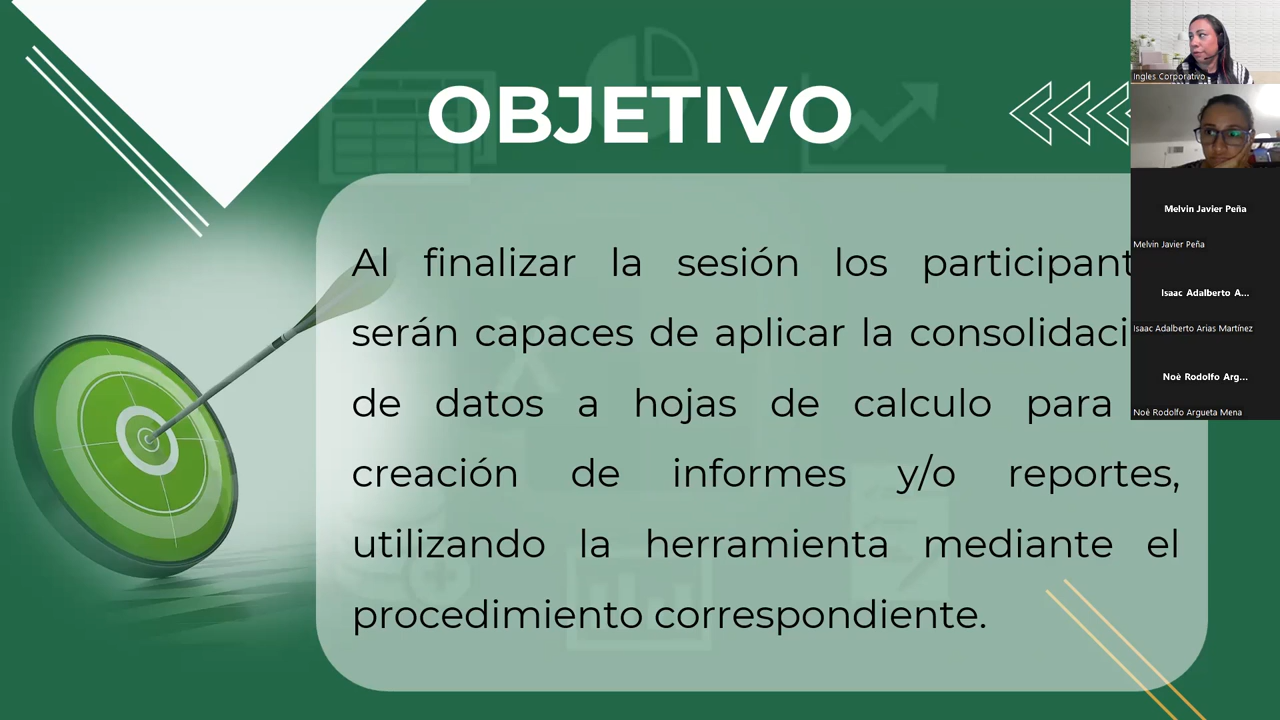 OBJETIVO
Al finalizar la sesión los participant
serán capaces de aplicar la consolidaci
de datos a hojas de calculo para
creación de informes y/o reportes,
utilizando la herramienta mediante el
procedimiento correspondiente.
Ingles Corporativo
Melvin Javier Peña
Melvin Javier Peña
Isaac Adalberto A...
Isaac Adalberto Arias Martínez
Noè Rodolfo Arg...
Noè Rodolfo Argueta Mena